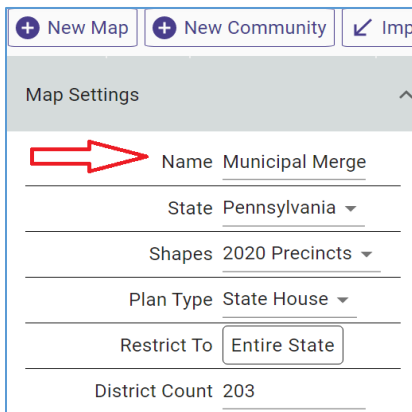 New Map New Community Imp
Map Settings
Name Municipal Merge
State Pennsylvania
Shapes 2020 Precincts
Plan Type State House
Restrict To Entire State
District Count 203